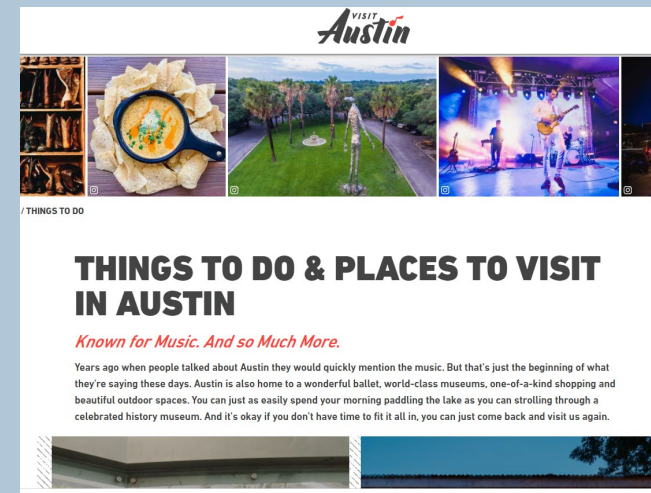 VISIT
Austin
/ THINGS TO DO
THINGS TO DO & PLACES TO VISIT
IN AUSTIN
Known for Music. And so Much More.
Years ago when people talked about Austin they would quickly mention the music. But that's just the beginning of what
they're saying these days. Austin is also home to a wonderful ballet, world-class museums, one-of-a-kind shopping and
beautiful outdoor spaces. You can just as easily spend your morning paddling the lake as you can strolling through a
celebrated history museum. And it's okay if you don't have time to fit it all in, you can just come back and visit us again.